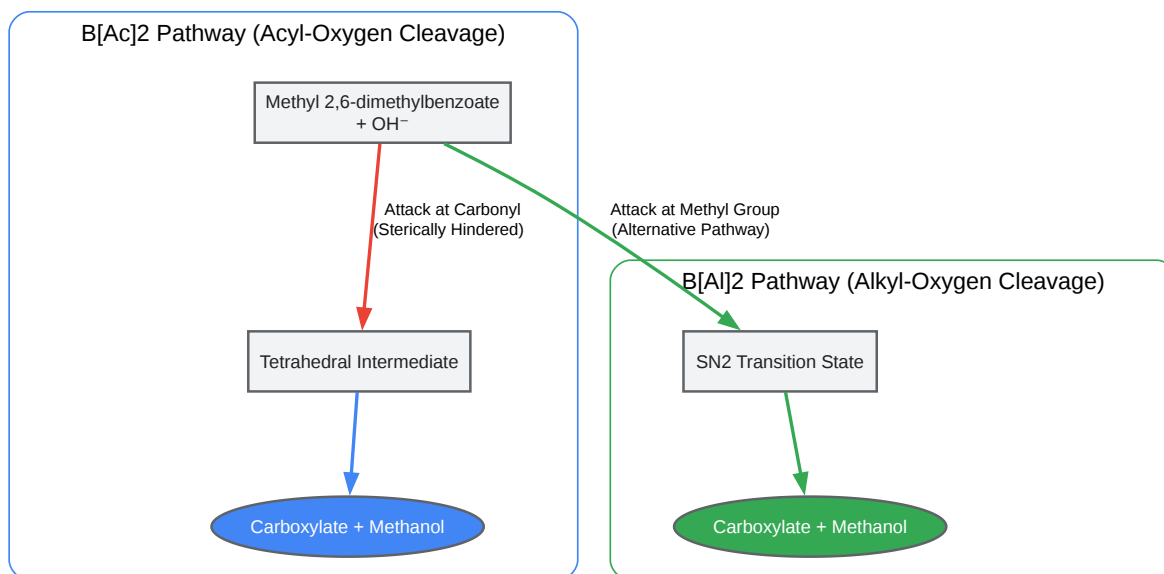 B[Ac]2 Pathway (Acyl-Oxygen Cleavage)
Methyl 2,6-dimethylbenzoate
+ OH⁻
Attack at Carbonyl
(Sterically Hindered)
Attack at Methyl Group
(Alternative Pathway)
B[Al]2 Pathway (Alkyl-Oxygen Cleavage)
Tetrahedral Intermediate
SN2 Transition State
Carboxylate + Methanol
Carboxylate + Methanol